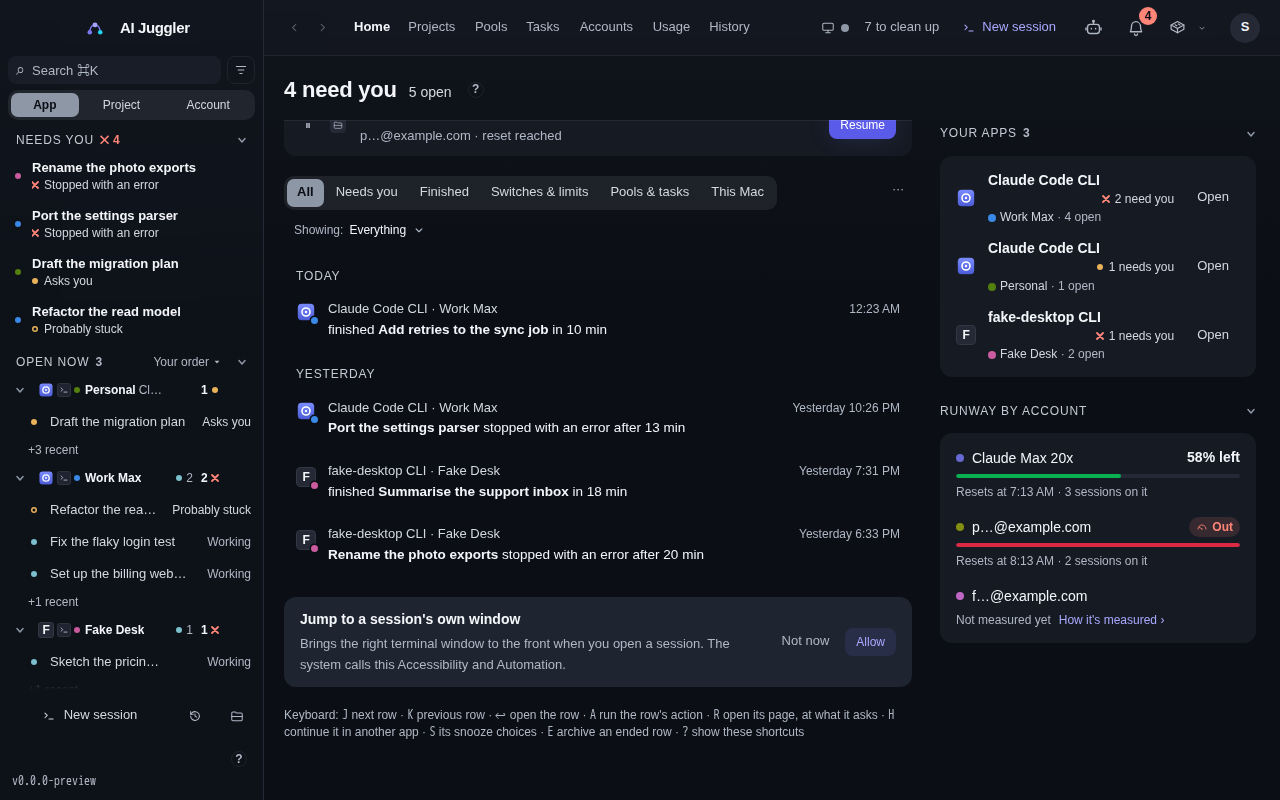 AI Juggler
Search ⌘K
App Project Account
NEEDS YOU 4
Rename the photo exports
Stopped with an error
Port the settings parser
Stopped with an error
Draft the migration plan
Asks you
Refactor the read model
Probably stuck
OPEN NOW 3 Your order
Personal Cl… 1
Draft the migration plan Asks you
+3 recent
Work Max 2 2
Refactor the rea… Probably stuck
Fix the flaky login test Working
Set up the billing web… Working
+1 recent
F Fake Desk 1 1
Sketch the pricin… Working
New session
?
v0.0.0-preview
Home Projects Pools Tasks Accounts Usage History
7 to clean up New session 4 S
4 need you 5 open ?
p…@example.com · reset reached
Resume
All Needs you Finished Switches & limits Pools & tasks This Mac …
Showing: Everything
TODAY
Claude Code CLI · Work Max 12:23 AM
finished Add retries to the sync job in 10 min
YESTERDAY
Claude Code CLI · Work Max Yesterday 10:26 PM
Port the settings parser stopped with an error after 13 min
F fake-desktop CLI · Fake Desk Yesterday 7:31 PM
finished Summarise the support inbox in 18 min
F fake-desktop CLI · Fake Desk Yesterday 6:33 PM
Rename the photo exports stopped with an error after 20 min
Jump to a session's own window
Brings the right terminal window to the front when you open a session. The
system calls this Accessibility and Automation.
Not now Allow
Keyboard: J next row · K previous row · ↩ open the row · A run the row's action · R open its page, at what it asks · H
continue it in another app · S its snooze choices · E archive an ended row · ? show these shortcuts
YOUR APPS 3
Claude Code CLI
2 need you Open
Work Max · 4 open
Claude Code CLI
1 needs you Open
Personal · 1 open
F fake-desktop CLI
1 needs you Open
Fake Desk · 2 open
RUNWAY BY ACCOUNT
Claude Max 20x 58% left
Resets at 7:13 AM · 3 sessions on it
p…@example.com Out
Resets at 8:13 AM · 2 sessions on it
f…@example.com
Not measured yet How it's measured ›